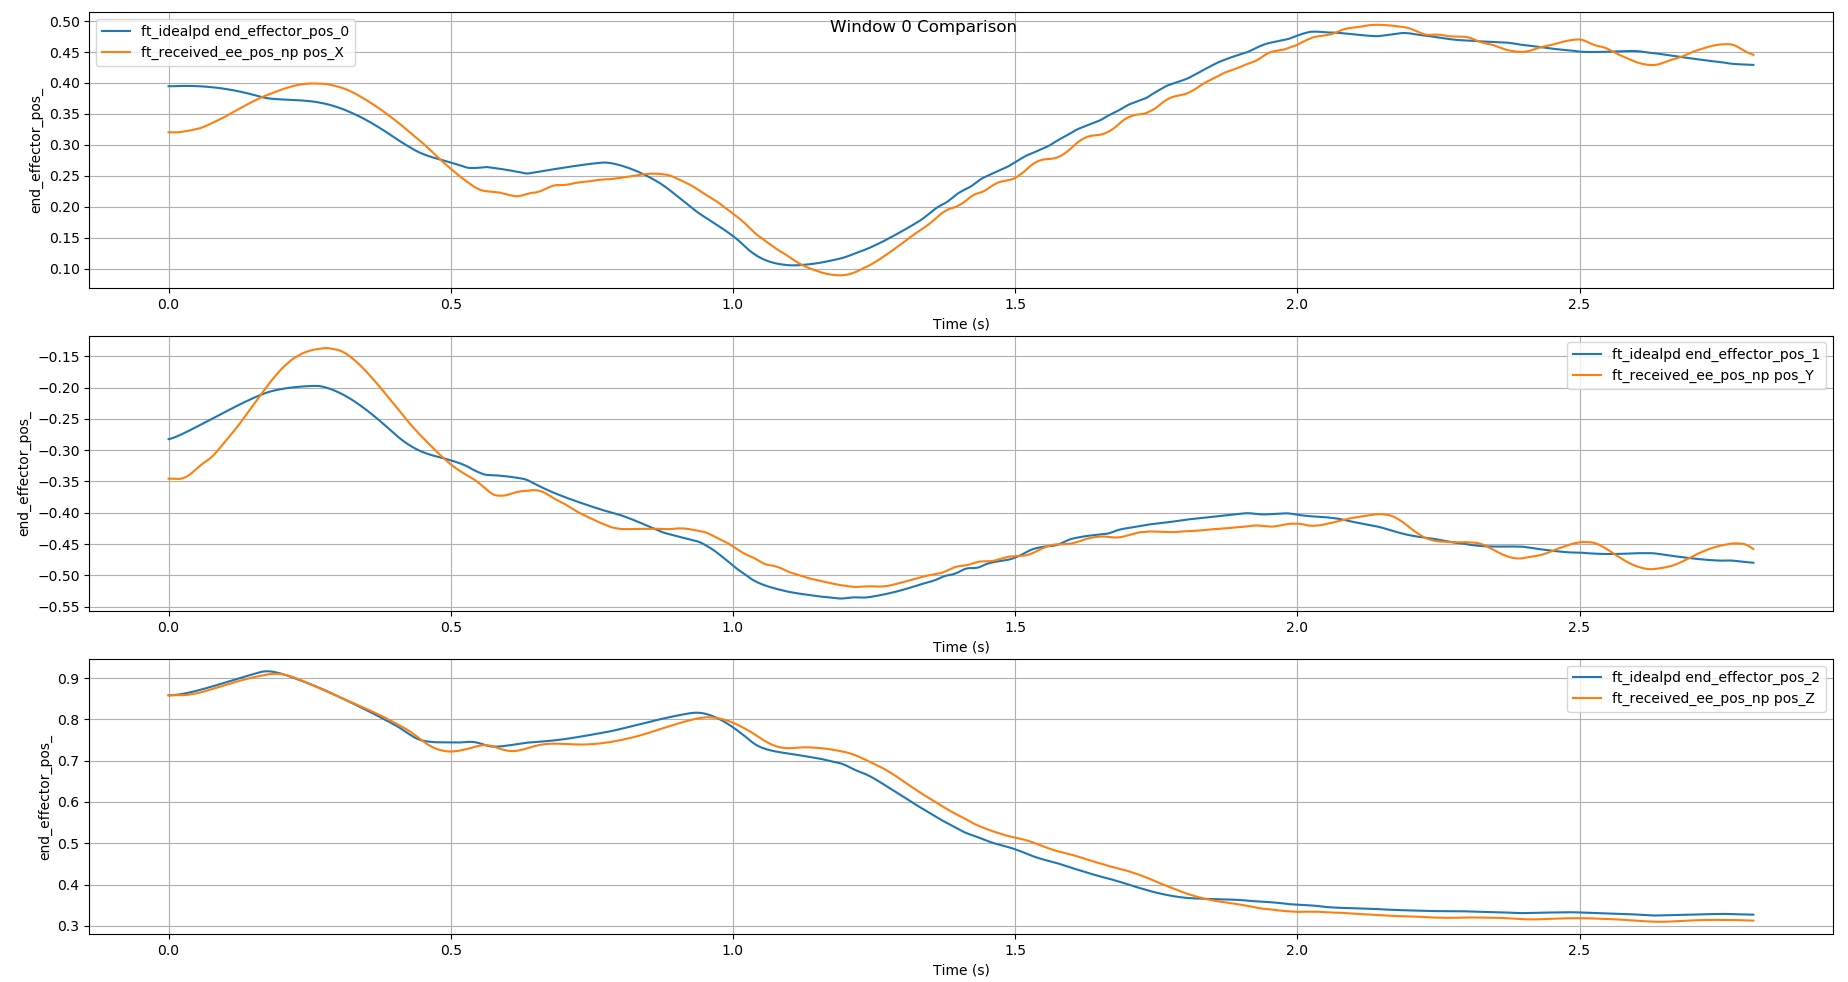 Window 0 Comparison
ft_idealpd end_effector_pos_0
ft_received_ee_pos_np pos_X
end_effector_pos_
0.50
0.45
0.40
0.35
0.30
0.25
0.20
0.15
0.10
0.0 0.5 1.0 1.5 2.0 2.5
Time (s)
ft_idealpd end_effector_pos_1
ft_received_ee_pos_np pos_Y
end_effector_pos_
−0.15
−0.20
−0.25
−0.30
−0.35
−0.40
−0.45
−0.50
−0.55
0.0 0.5 1.0 1.5 2.0 2.5
Time (s)
ft_idealpd end_effector_pos_2
ft_received_ee_pos_np pos_Z
end_effector_pos_
0.9
0.8
0.7
0.6
0.5
0.4
0.3
0.0 0.5 1.0 1.5 2.0 2.5
Time (s)